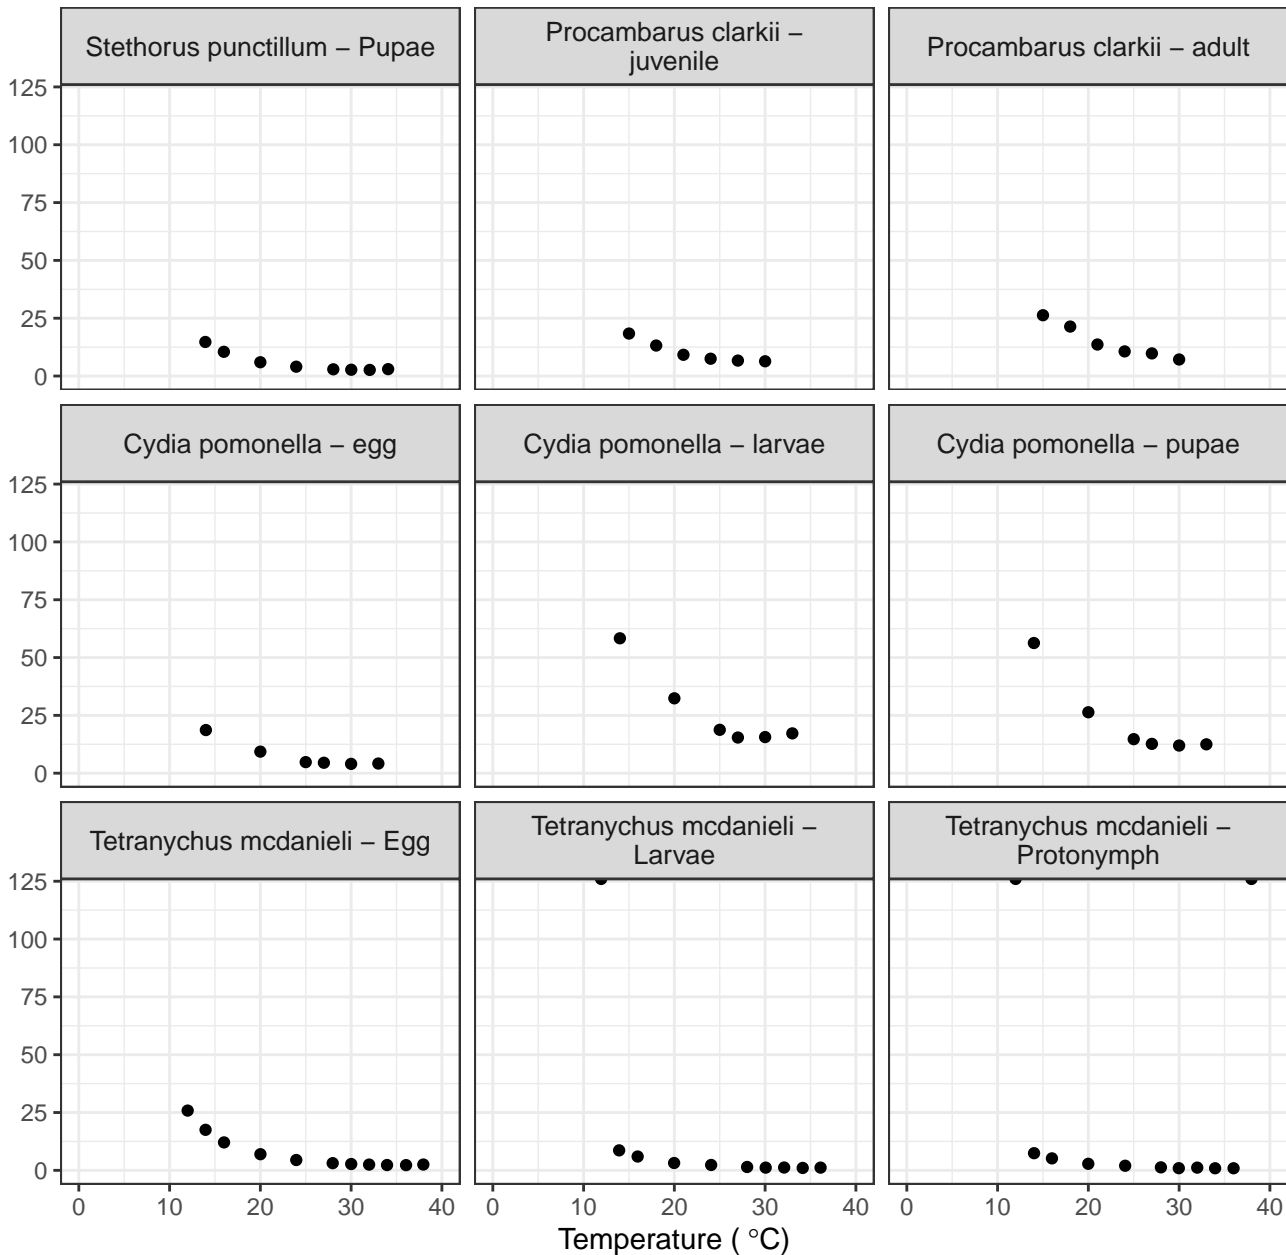 Stethorus punctillum – Pupae
Procambarus clarkii –
juvenile
Procambarus clarkii – adult
125
100
75
50
25
0
Cydia pomonella – egg
Cydia pomonella – larvae
Cydia pomonella – pupae
125
100
75
50
25
0
Tetranychus mcdanieli – Egg
Tetranychus mcdanieli –
Larvae
Tetranychus mcdanieli –
Protonymph
125
100
75
50
25
0
0 10 20 30 40
0 10 20 30 40
0 10 20 30 40
Temperature ( °C)